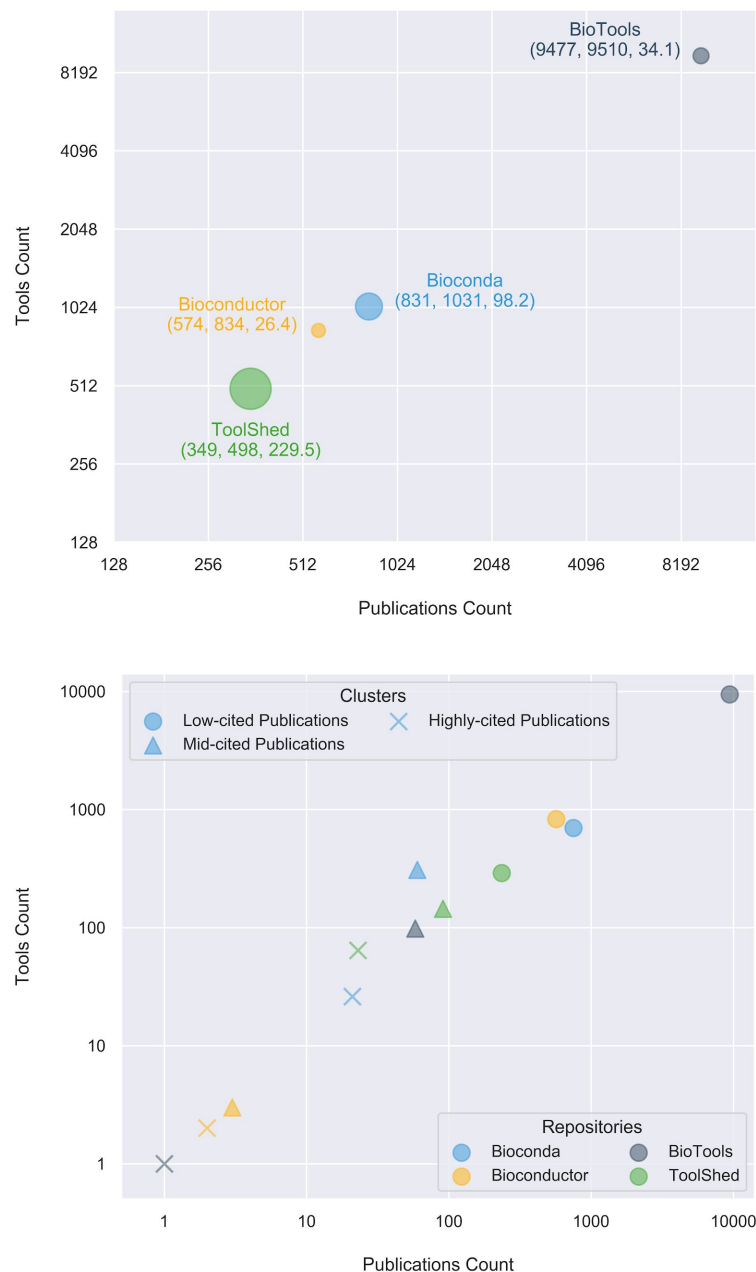 BioTools
(9477, 9510, 34.1)
8192
4096
2048
Bioconda
(831, 1031, 98.2)
Bioconductor
(574, 834, 26.4)
1024
512
ToolShed
(349, 498, 229.5)
256
128
Tools Count
128 256 512 1024 2048 4096 8192
Publications Count
Clusters
Low-cited Publications Highly-cited Publications
Mid-cited Publications
10000
1000
100
10
1
Tools Count
Repositories
Bioconda BioTools
Bioconductor ToolShed
1 10 100 1000 10000
Publications Count